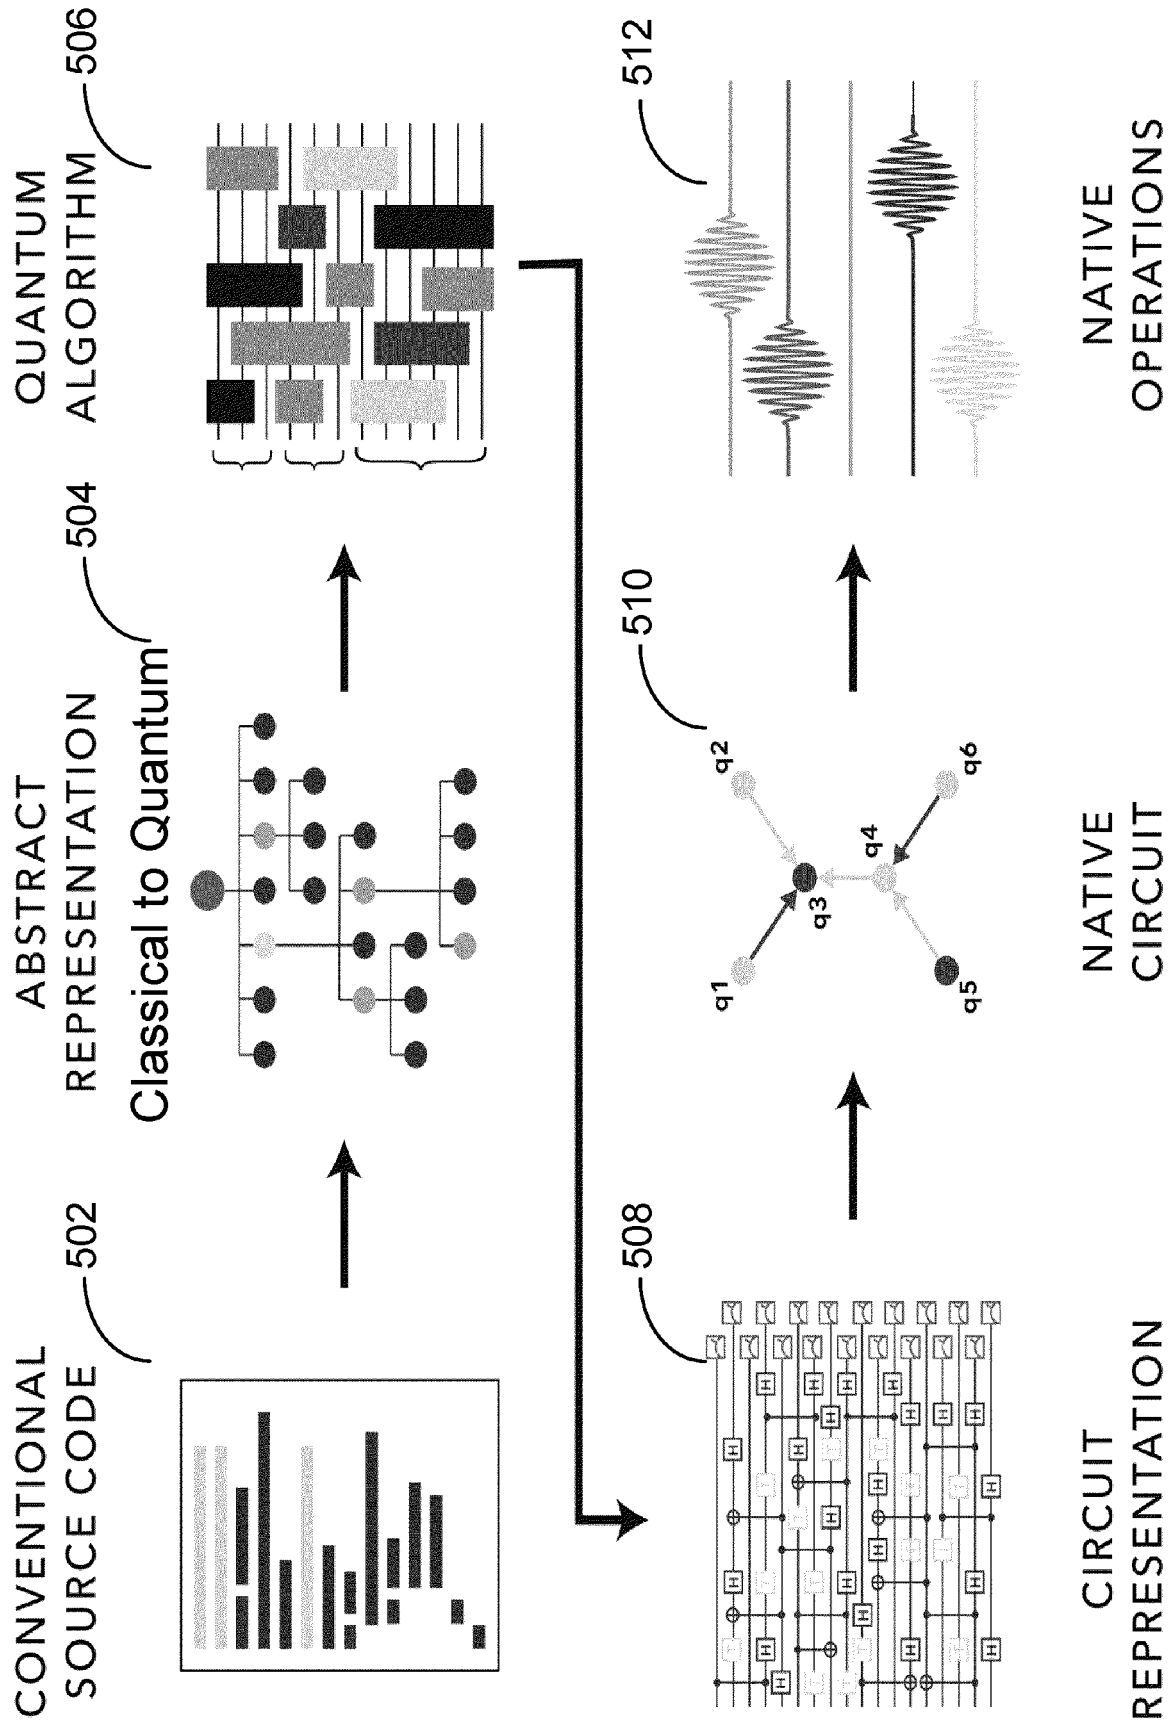 CONVENTIONAL
SOURCE CODE
502
ABSTRACT
REPRESENTATION
504
Classical to Quantum
QUANTUM
ALGORITHM
506
508
CIRCUIT
REPRESENTATION
510
q1
q2
q3
q4
q5
q6
NATIVE
CIRCUIT
512
NATIVE
OPERATIONS